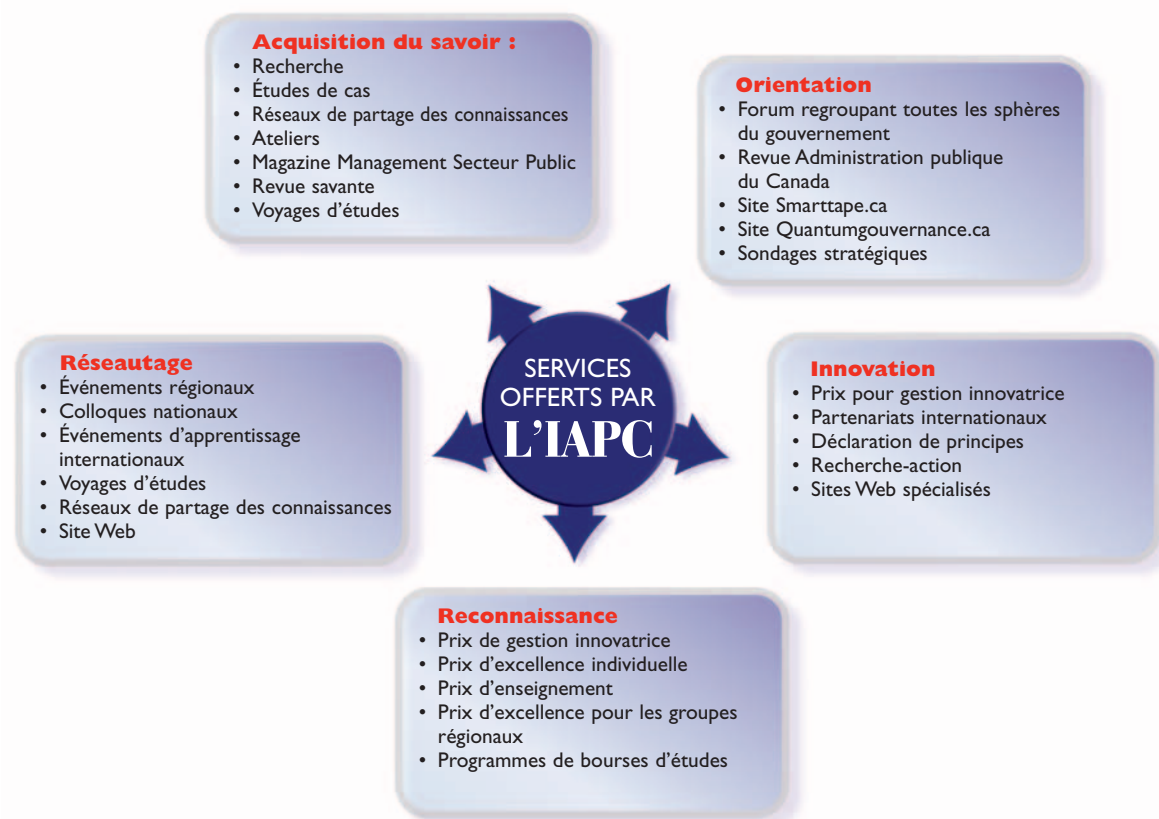 Acquisition du savoir :
• Recherche
• Études de cas
• Réseaux de partage des connaissances
• Ateliers
• Magazine Management Secteur Public
• Revue savante
• Voyages d’études
Orientation
• Forum regroupant toutes les sphères
du gouvernement
• Revue Administration publique
du Canada
• Site Smarttape.ca
• Site Quantumgouvernance.ca
• Sondages stratégiques
Réseautage
• Événements régionaux
• Colloques nationaux
• Événements d’apprentissage
internationaux
• Voyages d’études
• Réseaux de partage des connaissances
• Site Web
SERVICES
OFFERTS PAR
L’IAPC
Innovation
• Prix pour gestion innovatrice
• Partenariats internationaux
• Déclaration de principes
• Recherche-action
• Sites Web spécialisés
Reconnaissance
• Prix de gestion innovatrice
• Prix d’excellence individuelle
• Prix d’enseignement
• Prix d’excellence pour les groupes
régionaux
• Programmes de bourses d’études